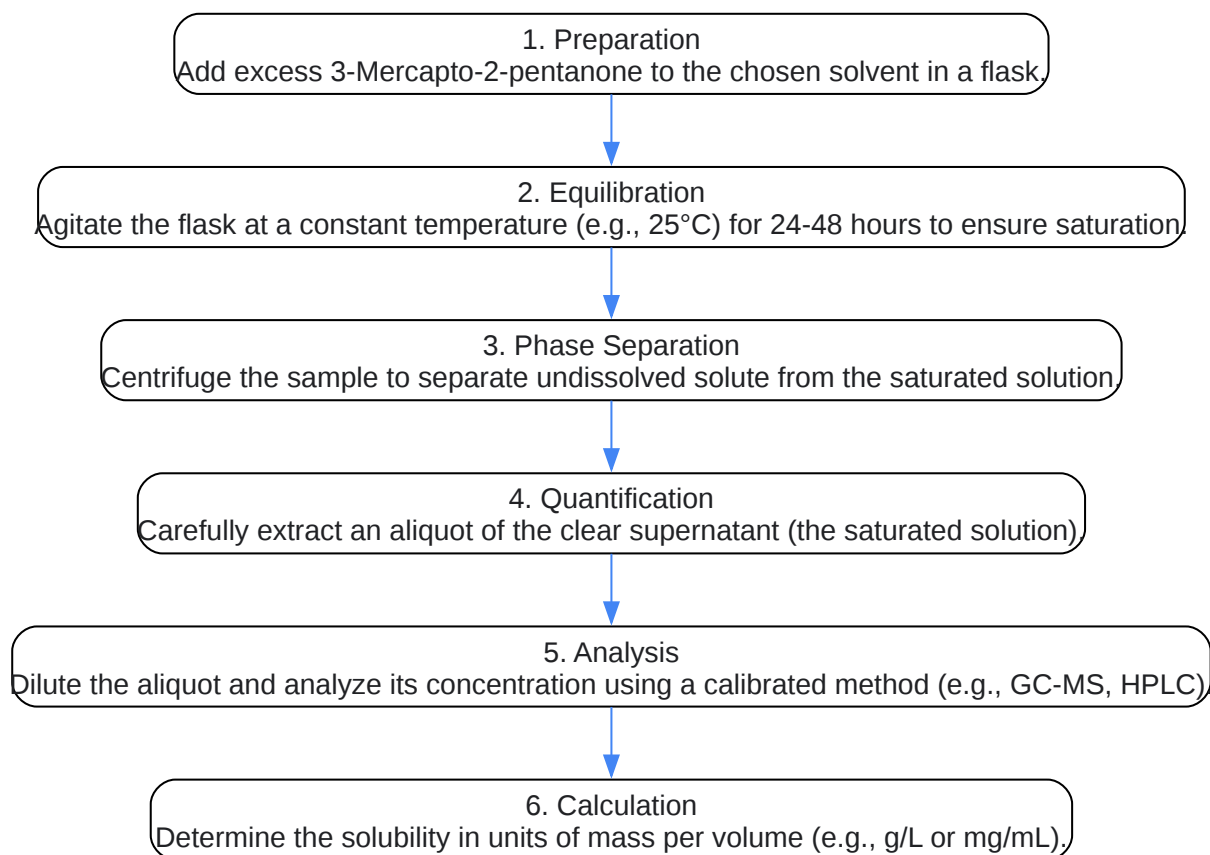 1. Preparation
Add excess 3-Mercapto-2-pentanone to the chosen solvent in a flask.
2. Equilibration
Agitate the flask at a constant temperature (e.g., 25°C) for 24-48 hours to ensure saturation.
3. Phase Separation
Centrifuge the sample to separate undissolved solute from the saturated solution.
4. Quantification
Carefully extract an aliquot of the clear supernatant (the saturated solution).
5. Analysis
Dilute the aliquot and analyze its concentration using a calibrated method (e.g., GC-MS, HPLC).
6. Calculation
Determine the solubility in units of mass per volume (e.g., g/L or mg/mL).